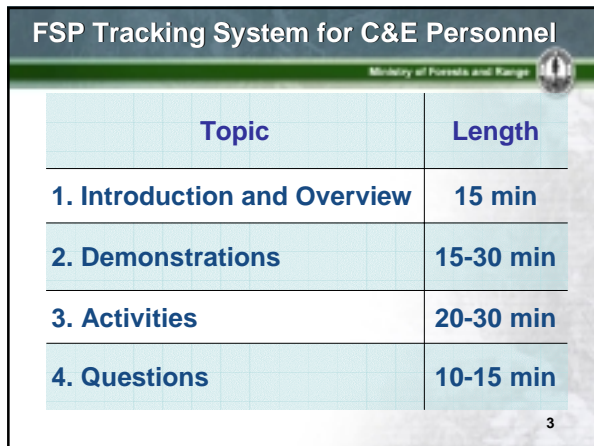 FSP Tracking System for C&E Personnel
Ministry of Forests and Range
Topic Length
1. Introduction and Overview 15 min
2. Demonstrations 15-30 min
3. Activities 20-30 min
4. Questions 10-15 min
3